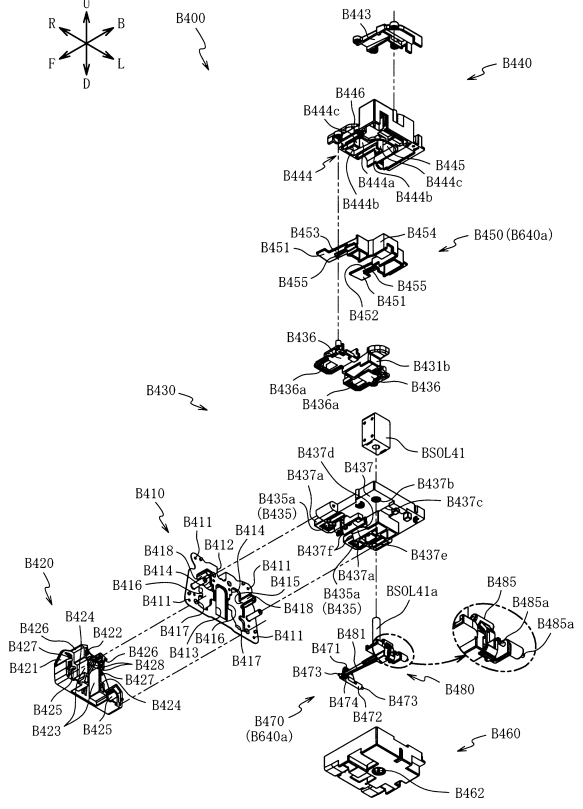 U
R
B
F
L
D
B400
B443
B440
B446
B444c
B445
B444
B444a
B444c
B444b
B444b
B453
B454
B450(B640a)
B451
B455
B455
B451
B452
B436
B431b
B436a
B436
B436a
B430
BSOL41
B437d
B437
B437a
B437b
B435a
(B435)
B437c
B410
B411
B414
B437f
B437e
B418
B412
B411
B437a
B420
B414
B415
B435a
(B435)
BSOL41a
B485
B416
B418
B485a
B424
B411
B485a
B426
B422
B417
B416
B411
B481
B427
B426
B413
B471
B428
B417
B421
B427
B473
B480
B425
B424
B474
B473
B423
B425
B470
(B640a)
B472
B460
B462